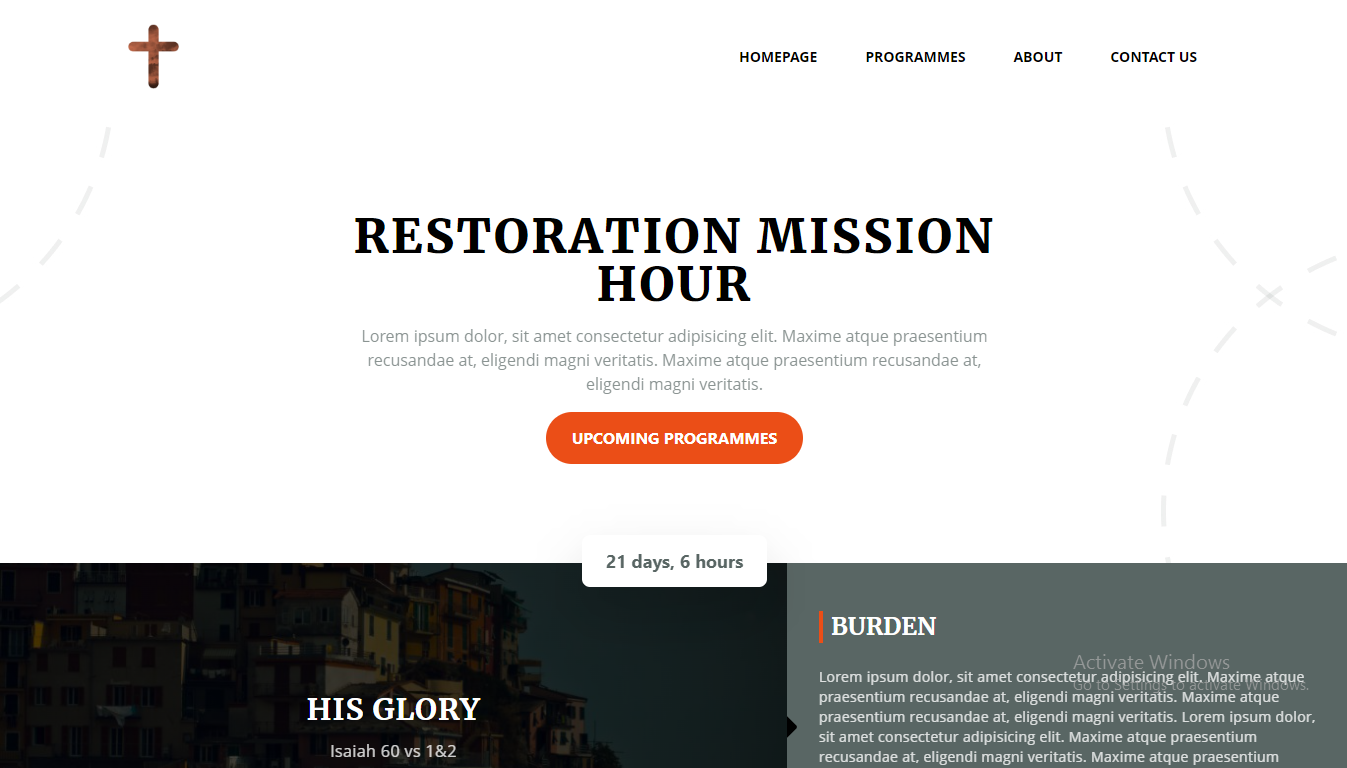 HOMEPAGE PROGRAMMES ABOUT CONTACT US
RESTORATION MISSION
HOUR
Lorem ipsum dolor, sit amet consectetur adipisicing elit. Maxime atque praesentium
recusandae at, eligendi magni veritatis. Maxime atque praesentium recusandae at,
eligendi magni veritatis.
UPCOMING PROGRAMMES
21 days, 6 hours
HIS GLORY
Isaiah 60 vs 1&2
BURDEN
Lorem ipsum dolor, sit amet consectetur adipisicing elit. Maxime atque
praesentium recusandae at, eligendi magni veritatis. Maxime atque
praesentium recusandae at, eligendi magni veritatis. Lorem ipsum dolor,
sit amet consectetur adipisicing elit. Maxime atque praesentium
recusandae at, eligendi magni veritatis. Maxime atque praesentium
Activate Windows
Go to Settings to activate Windows.